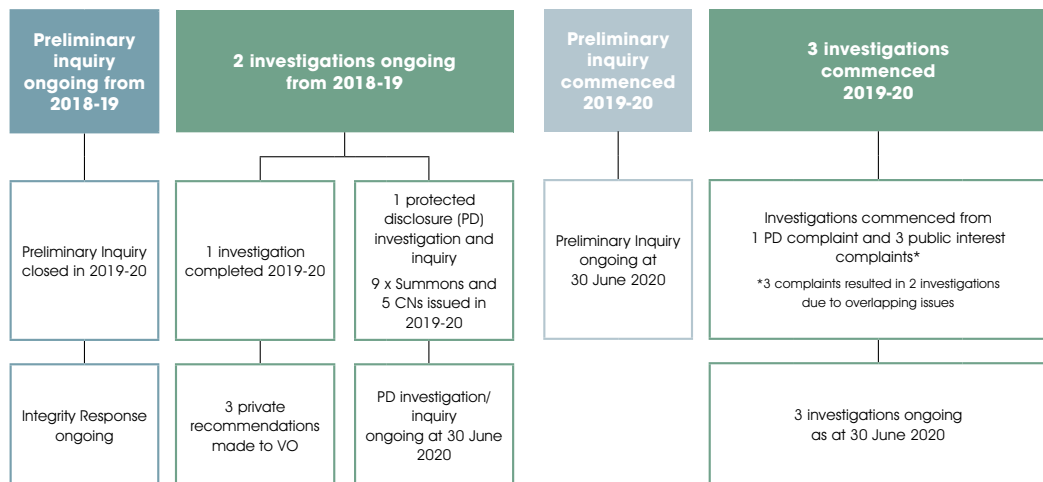 Preliminary
inquiry
ongoing from
2018-19
2 investigations ongoing
from 2018-19
Preliminary
inquiry
commenced
2019-20
3 investigations
commenced
2019-20
Preliminary Inquiry
closed in 2019-20
1 investigation
completed 2019-20
1 protected
disclosure (PD)
investigation and
inquiry
9 x Summons and
5 CNs issued in
2019-20
Preliminary Inquiry
ongoing at
30 June 2020
Investigations commenced from
1 PD complaint and 3 public interest
complaints*
*3 complaints resulted in 2 investigations
due to overlapping issues
Integrity Response
ongoing
3 private
recommendations
made to VO
PD investigation/
inquiry
ongoing at 30 June
2020
3 investigations ongoing
as at 30 June 2020